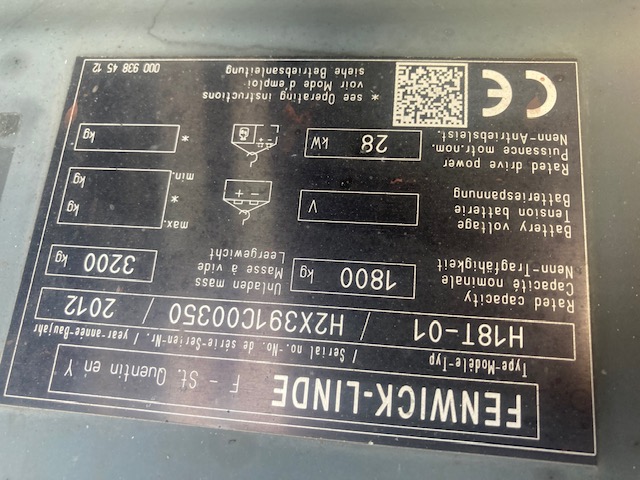 FENWICK-LINDE F - St. Quentin en Y
Type-Modèle-Typ / Serial no.-No. de série-Serien-Nr. / year-année-Baujahr
H18T-01 / H2X391C00350 / 2012
Rated capacity
Capacité nominale
Nenn-Tragfähigkeit
1800 kg
Unladen mass
Masse à vide
Leergewicht
3200 kg
Battery voltage
Tension batterie
Batteriespannung
V
max. * kg
min. kg
Rated drive power
Puissance motr.nom.
Nenn-Antriebsleist.
28 kW
* kg
CE
* see Operating instructions
voir Mode d'emploi
siehe Betriebsanleitung
000 938 45 12